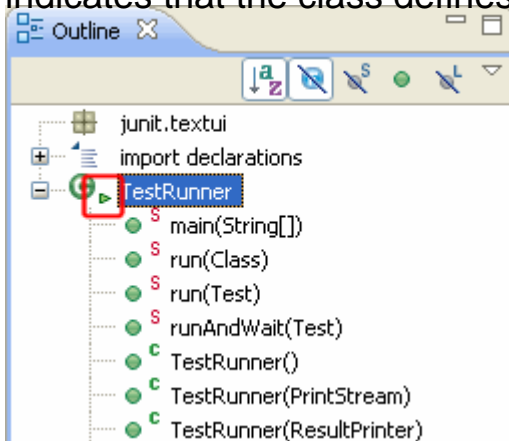 indicates that the class defines
Outline
junit.textui
import declarations
TestRunner
S main(String[])
S run(Class)
S run(Test)
S runAndWait(Test)
C TestRunner()
C TestRunner(PrintStream)
C TestRunner(ResultPrinter)